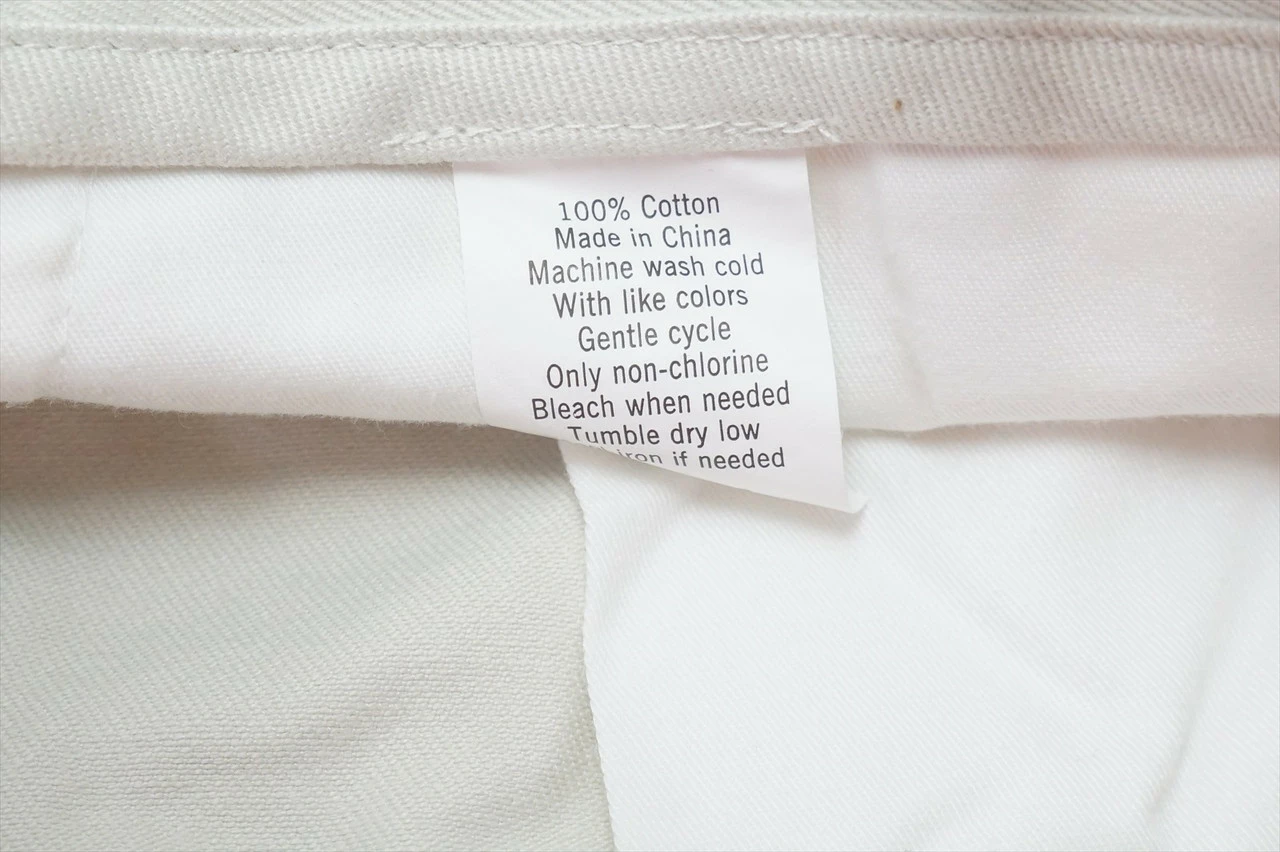 100% Cotton
Made in China
Machine wash cold
With like colors
Gentle cycle
Only non-chlorine
Bleach when needed
Tumble dry low
iron if needed